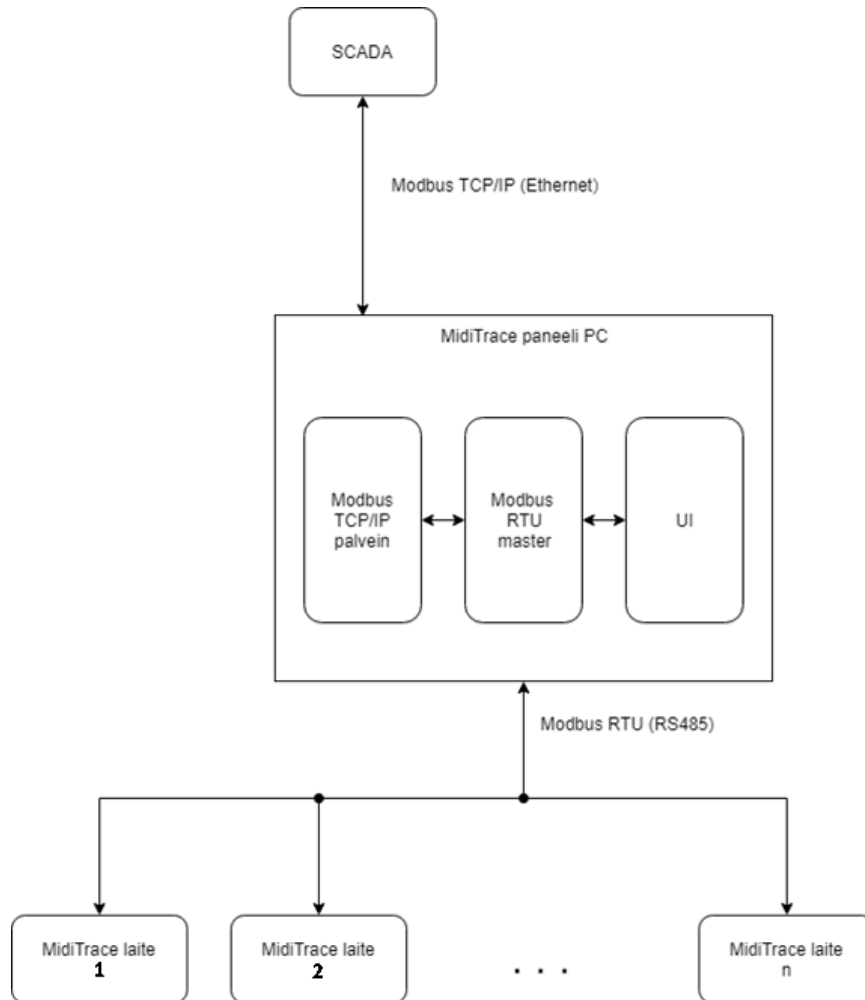 SCADA
Modbus TCP/IP (Ethernet)
MidiTrace paneeli PC
Modbus
TCP/IP
palvein
Modbus
RTU
master
UI
Modbus RTU (RS485)
MidiTrace laite
1
MidiTrace laite
2
. . .
MidiTrace laite
n